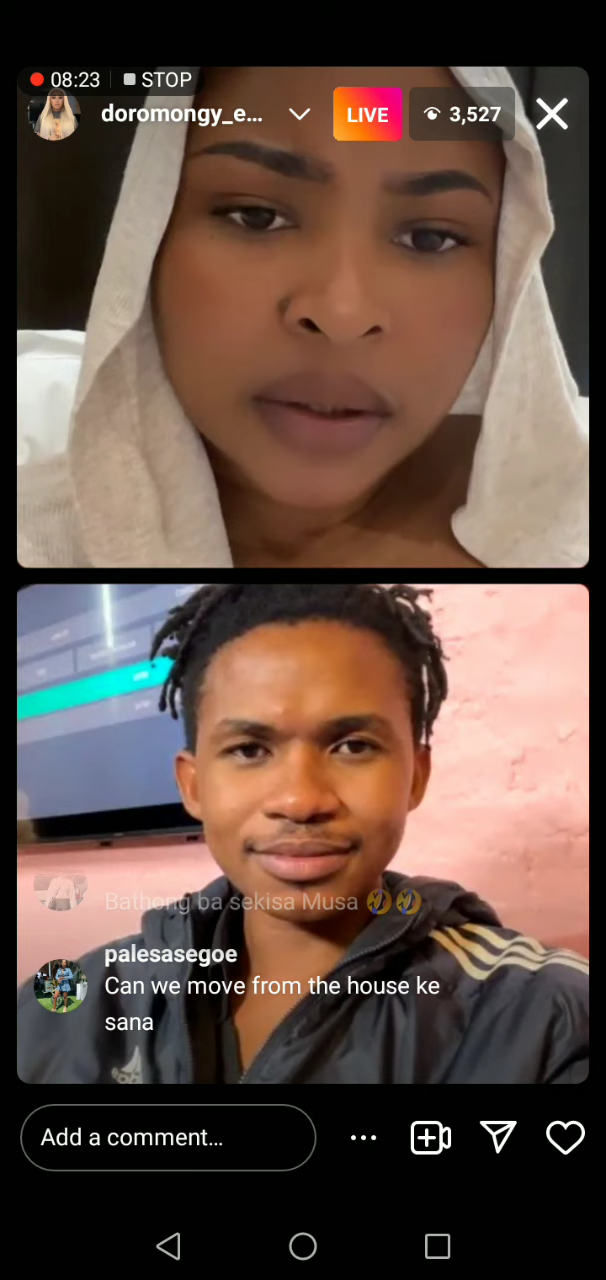 08:23 STOP
doromongy_e... LIVE 3,527
Bathong ba sekisa Musa 🤣🤣
palesasegoe
Can we move from the house ke
sana
Add a comment...